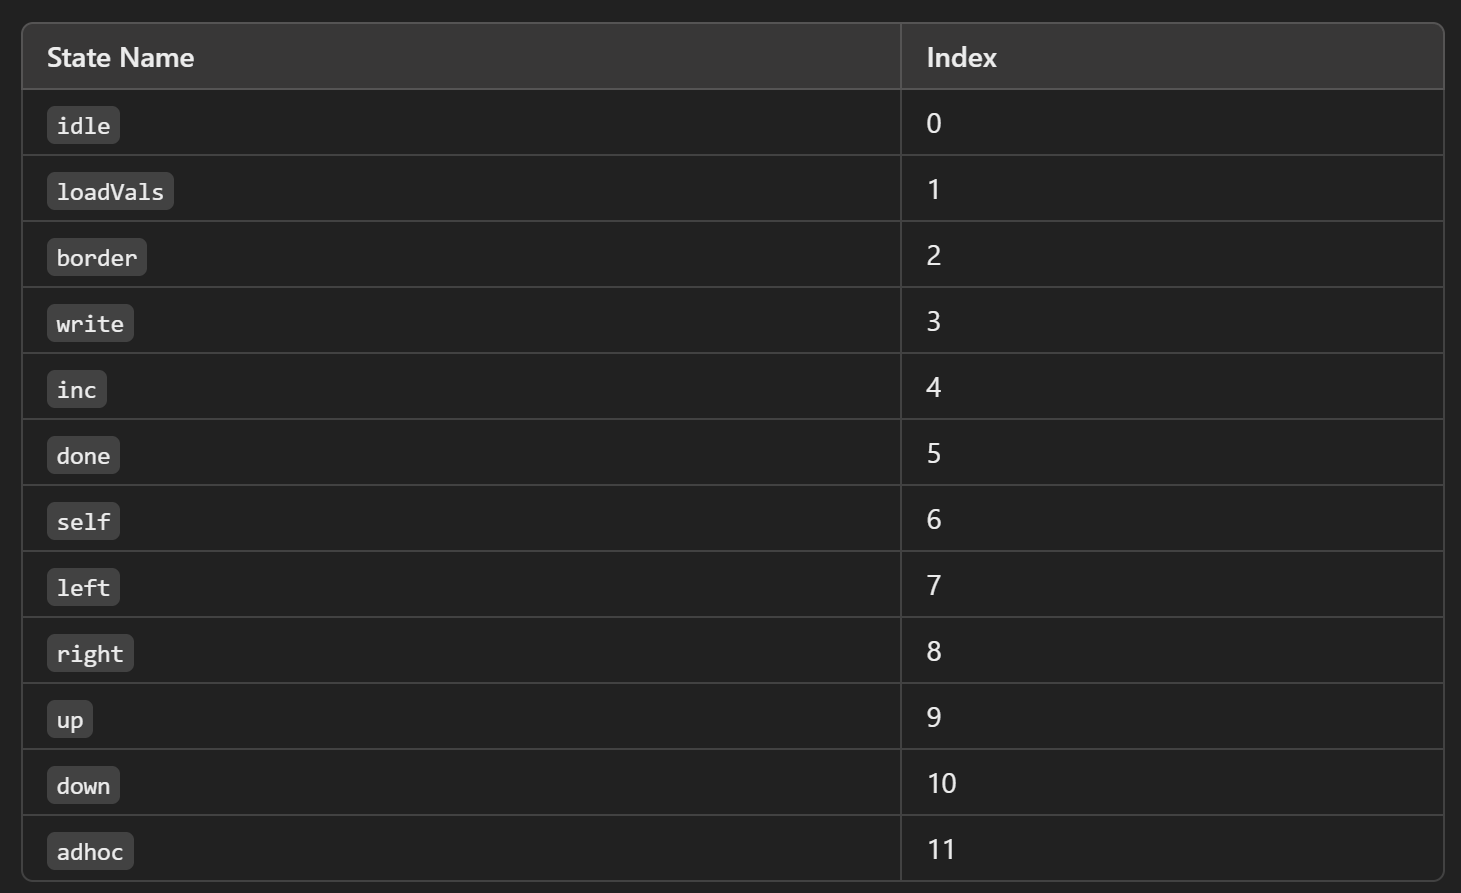 State Name Index
idle 0
loadVals 1
border 2
write 3
inc 4
done 5
self 6
left 7
right 8
up 9
down 10
adhoc 11